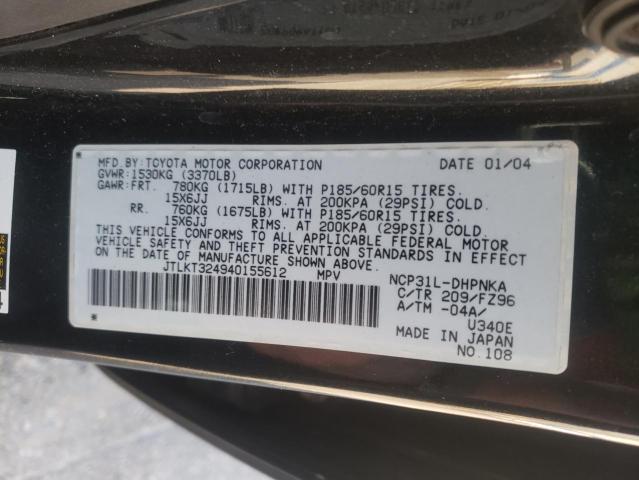 MFD.BY:TOYOTA MOTOR CORPORATION DATE 01/04
GVWR:1530KG (3370LB)
GAWR:FRT. 780KG (1715LB) WITH P185/60R15 TIRES.
15X6JJ RIMS. AT 200KPA (29PSI) COLD.
RR. 760KG (1675LB) WITH P185/60R15 TIRES.
15X6JJ RIMS. AT 200KPA (29PSI) COLD.
THIS VEHICLE CONFORMS TO ALL APPLICABLE FEDERAL MOTOR
VEHICLE SAFETY AND THEFT PREVENTION STANDARDS IN EFFECT
ON THE DATE OF MANUFACTURE SHOWN ABOVE.
JTLKT324940155612 MPV
NCP31L-DHPNKA
C/TR 209/FZ96
A/TM -04A/
U340E
MADE IN JAPAN
NO.108